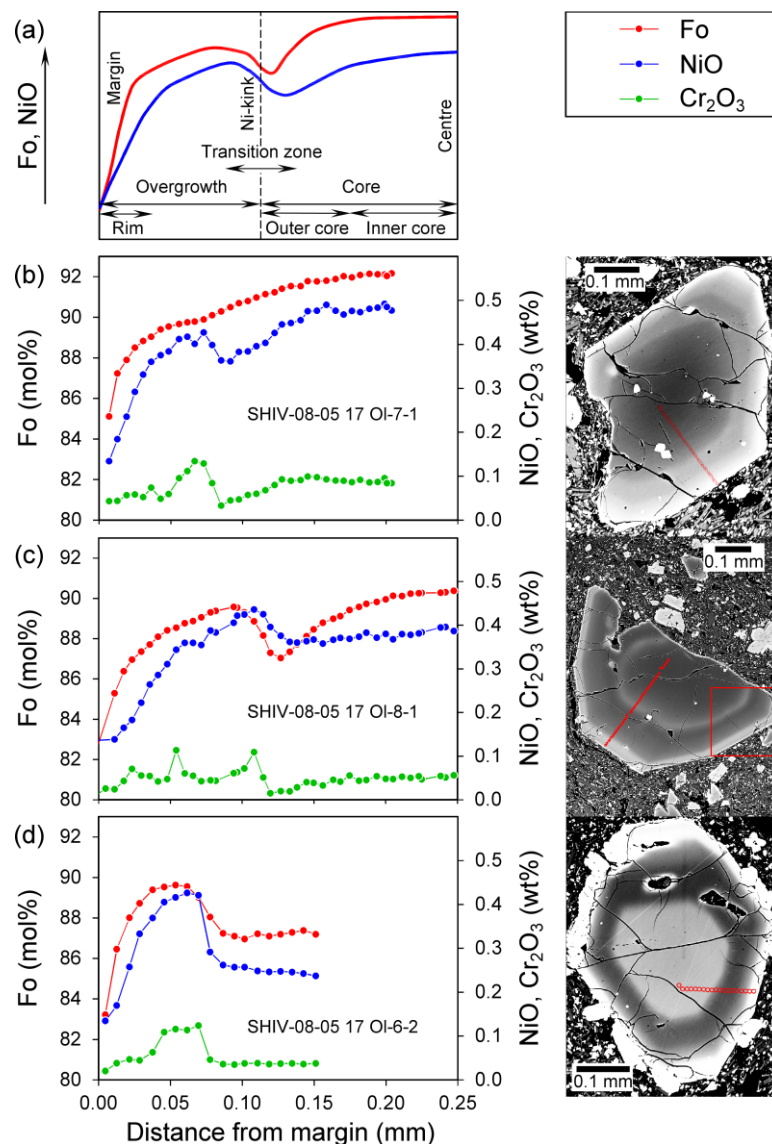 (a)
Fo, NiO
Margin
Ni-kink
Centre
Transition zone
Overgrowth
Core
Rim
Outer core
Inner core
Fo
NiO
Cr₂O₃
(b)
92
90
88
86
84
82
80
Fo (mol%)
0.5
0.4
0.3
0.2
0.1
0.0
NiO, Cr₂O₃ (wt%)
SHIV-08-05 17 Ol-7-1
0.1 mm
(c)
92
90
88
86
84
82
80
Fo (mol%)
0.5
0.4
0.3
0.2
0.1
0.0
NiO, Cr₂O₃ (wt%)
SHIV-08-05 17 Ol-8-1
0.1 mm
(d)
92
90
88
86
84
82
80
Fo (mol%)
0.5
0.4
0.3
0.2
0.1
0.0
NiO, Cr₂O₃ (wt%)
SHIV-08-05 17 Ol-6-2
0.1 mm
0.00 0.05 0.10 0.15 0.20 0.25
Distance from margin (mm)